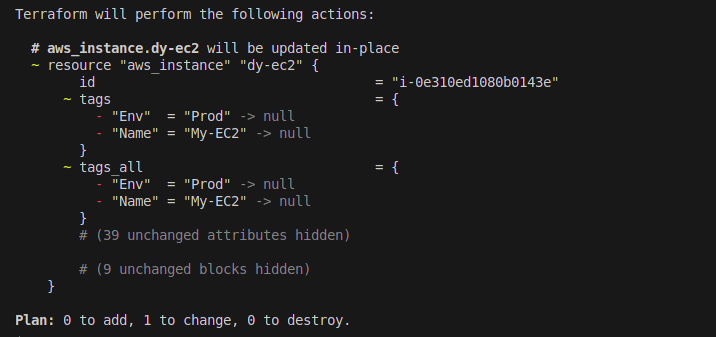 Terraform will perform the following actions:
# aws_instance.dy-ec2 will be updated in-place
~ resource "aws_instance" "dy-ec2" {
id = "i-0e310ed1080b0143e"
~ tags = {
- "Env" = "Prod" -> null
- "Name" = "My-EC2" -> null
}
~ tags_all = {
- "Env" = "Prod" -> null
- "Name" = "My-EC2" -> null
}
# (39 unchanged attributes hidden)
# (9 unchanged blocks hidden)
}
Plan: 0 to add, 1 to change, 0 to destroy.